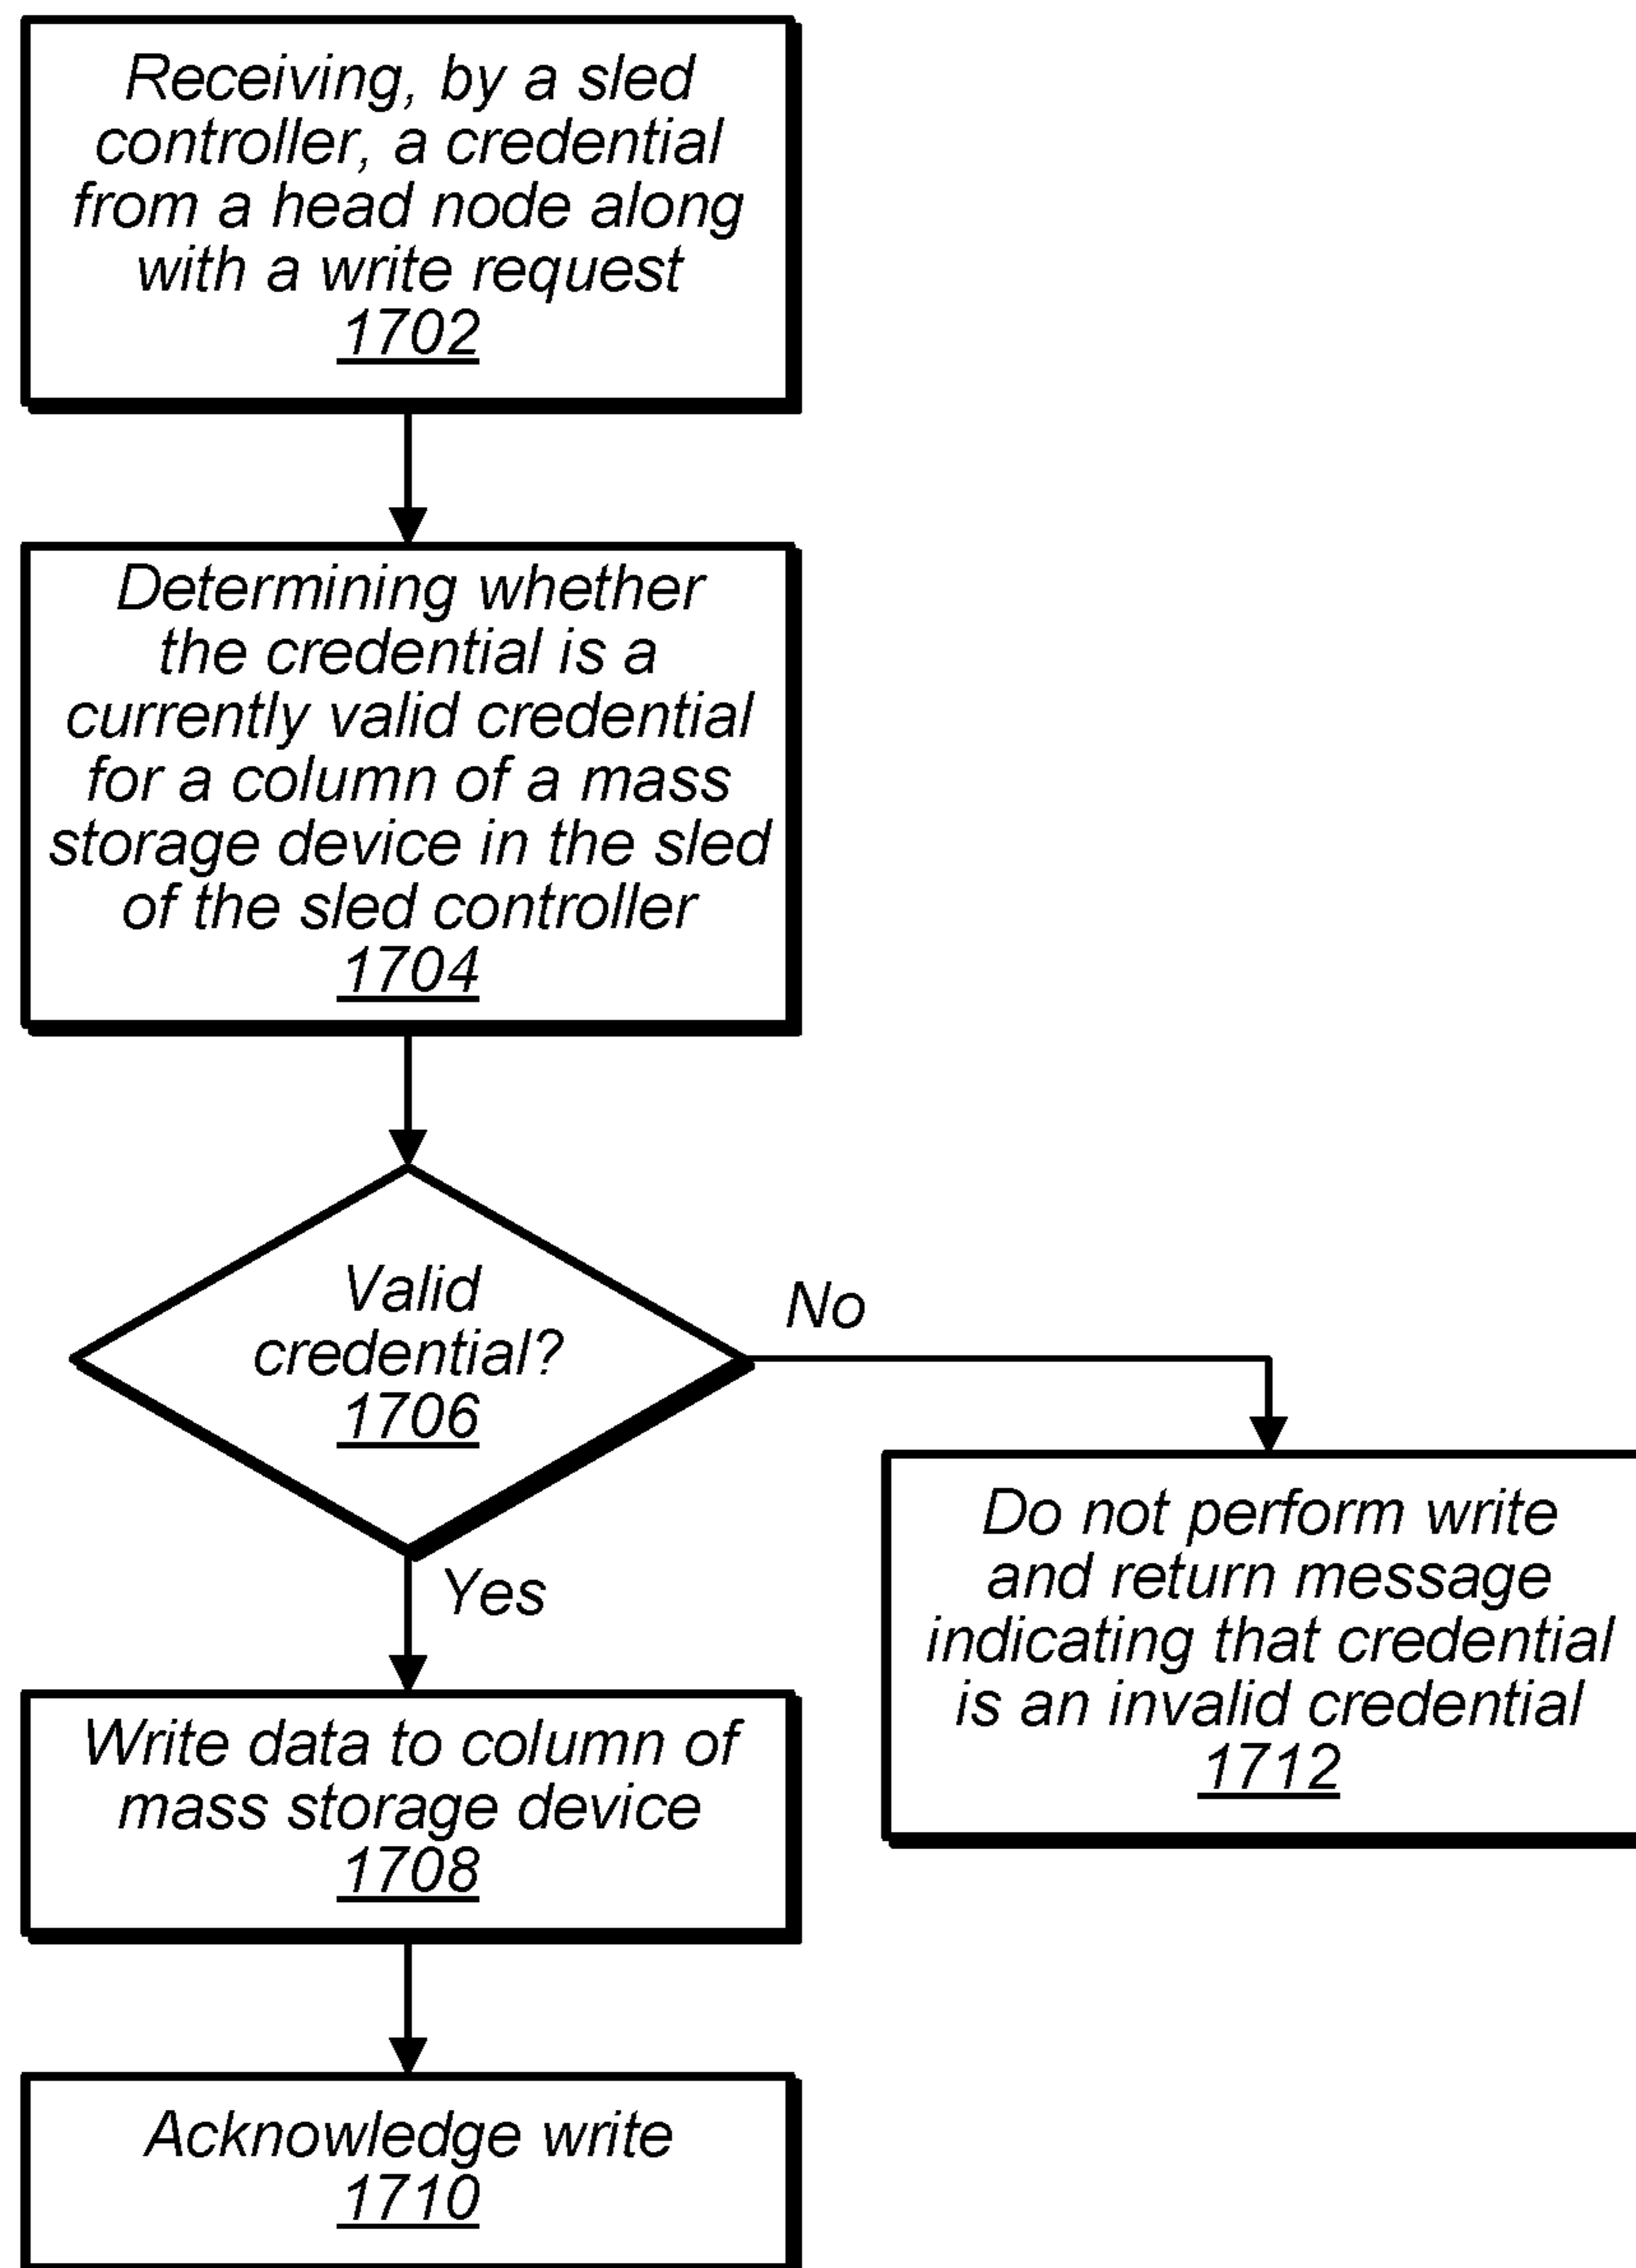 Receiving, by a sled
controller, a credential
from a head node along
with a write request
1702
Determining whether
the credential is a
currently valid credential
for a column of a mass
storage device in the sled
of the sled controller
1704
Valid
credential?
1706
No
Yes
Do not perform write
and return message
indicating that credential
is an invalid credential
1712
Write data to column of
mass storage device
1708
Acknowledge write
1710